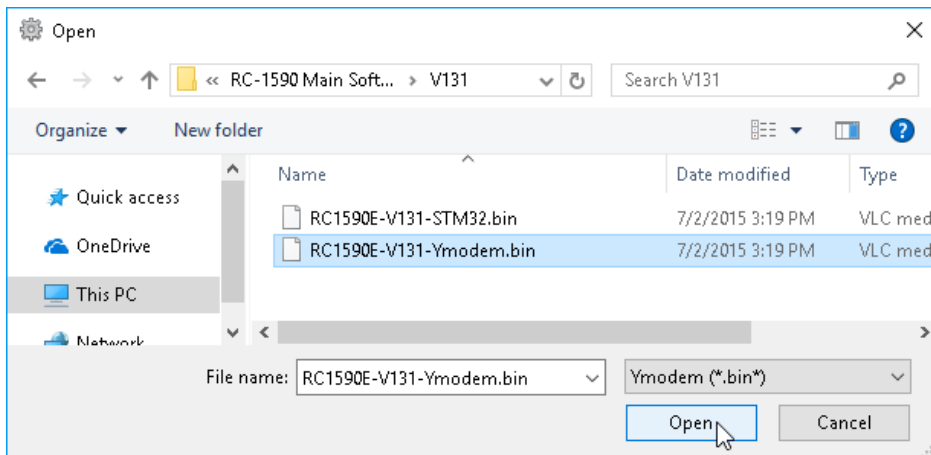 Open
« RC-1590 Main Soft... > V131
Search V131
Organize
New folder
Name
Date modified
Type
Quick access
OneDrive
This PC
Network
RC1590E-V131-STM32.bin 7/2/2015 3:19 PM VLC med
RC1590E-V131-Ymodem.bin 7/2/2015 3:19 PM VLC med
File name: RC1590E-V131-Ymodem.bin Ymodem (*.bin*)
Open Cancel